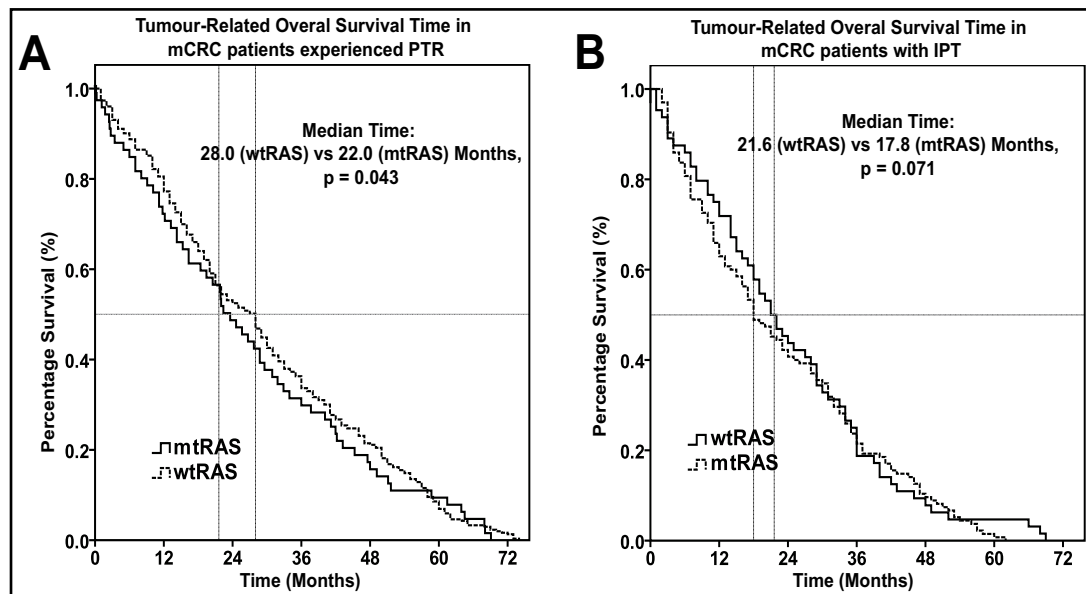 A
Tumour-Related Overal Survival Time in
mCRC patients experienced PTR
Median Time:
28.0 (wtRAS) vs 22.0 (mtRAS) Months,
p = 0.043
Percentage Survival (%)
1.0
0.8
0.6
0.4
0.2
0.0
mtRAS
wtRAS
0 12 24 36 48 60 72
Time (Months)
B
Tumour-Related Overal Survival Time in
mCRC patients with IPT
Median Time:
21.6 (wtRAS) vs 17.8 (mtRAS) Months,
p = 0.071
Percentage Survival (%)
1.0
0.8
0.6
0.4
0.2
0.0
wtRAS
mtRAS
0 12 24 36 48 60 72
Time (Months)